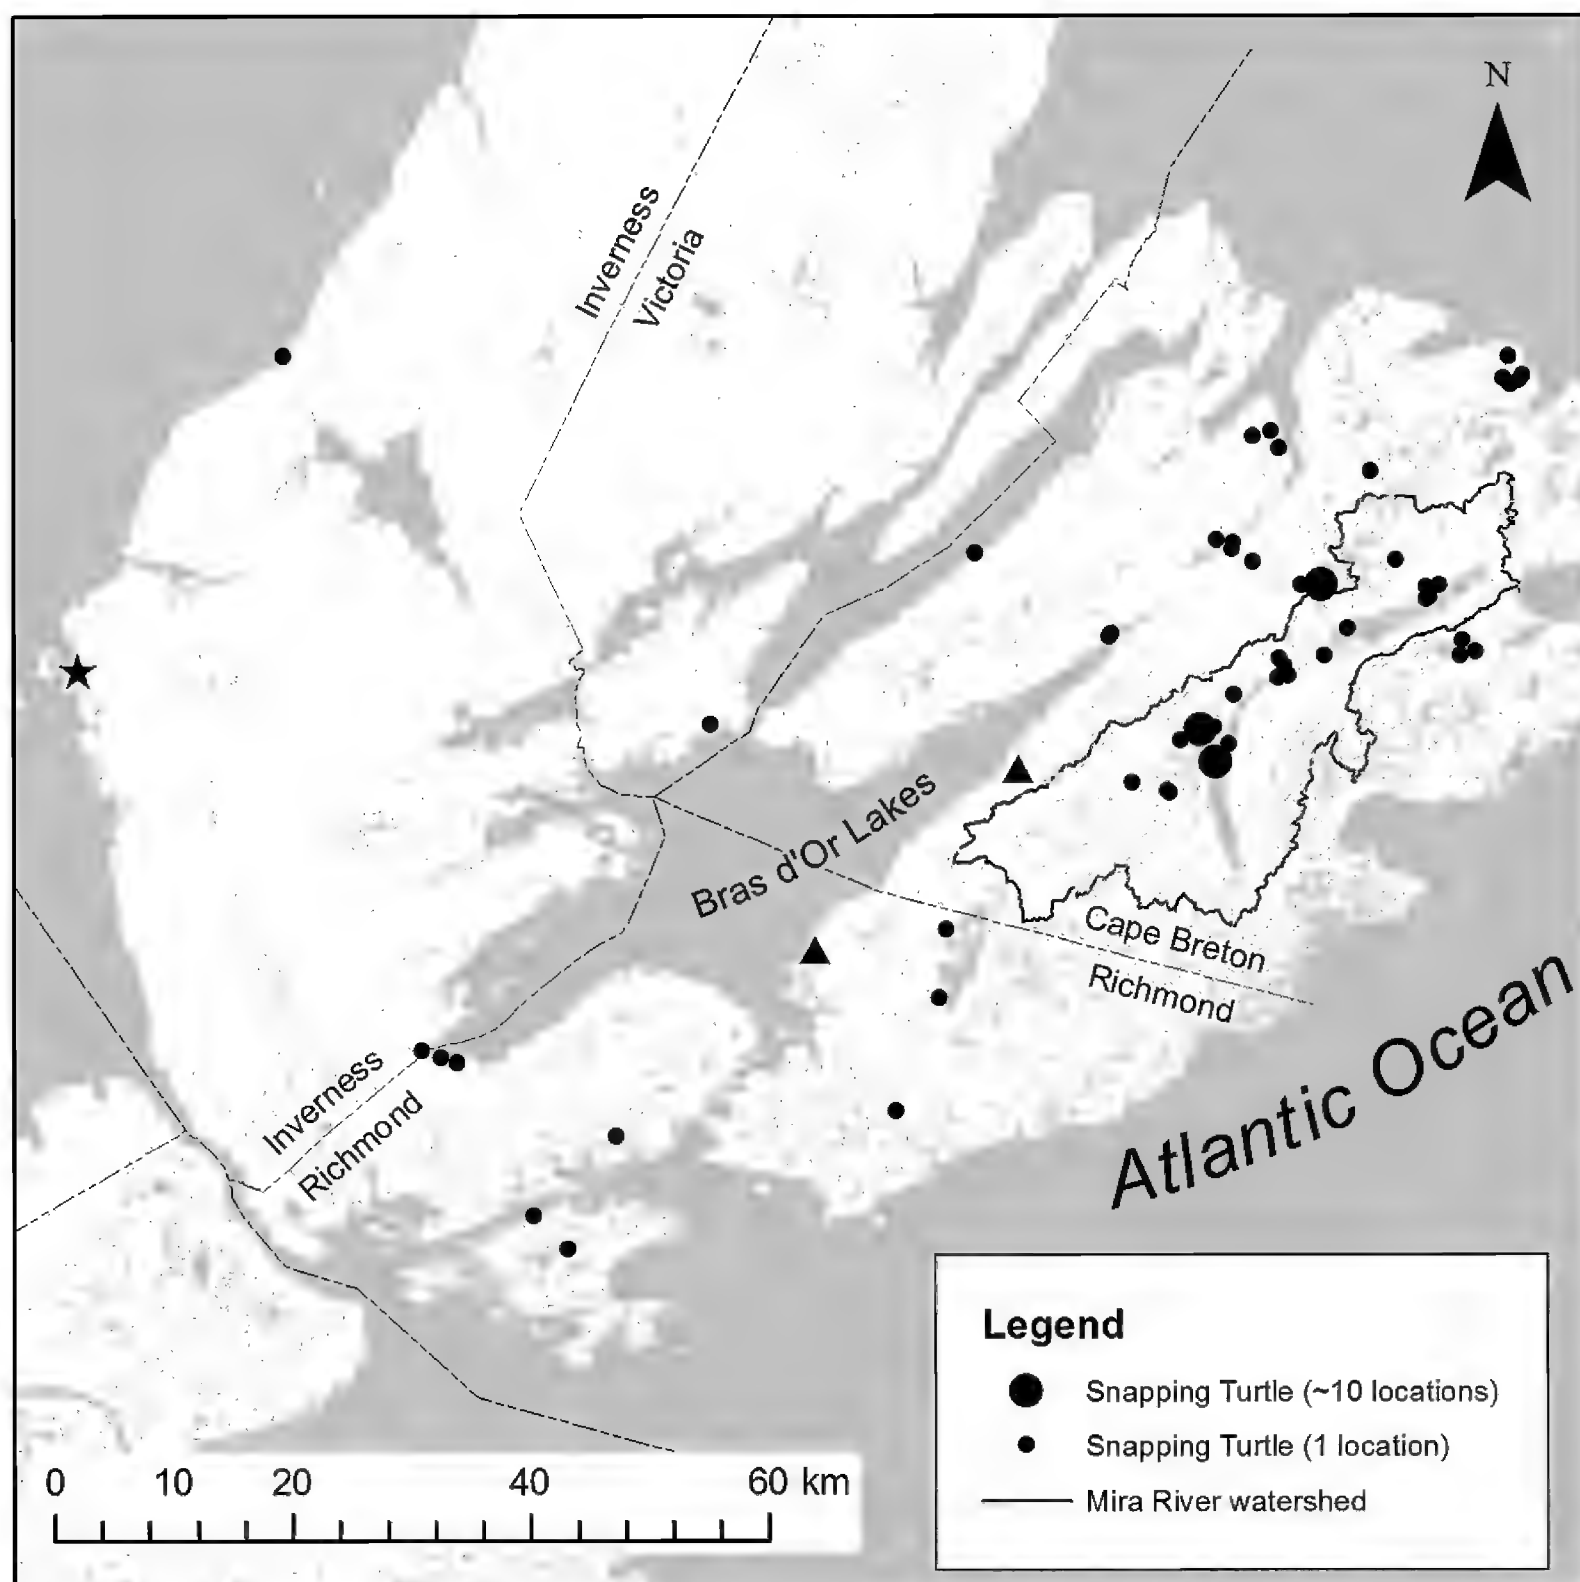 N
Inverness
Victoria
Bras d'Or Lakes
Cape Breton
Richmond
Inverness
Richmond
Atlantic Ocean
Legend
Snapping Turtle (~10 locations)
Snapping Turtle (1 location)
Mira River watershed
0 10 20 40 60 km